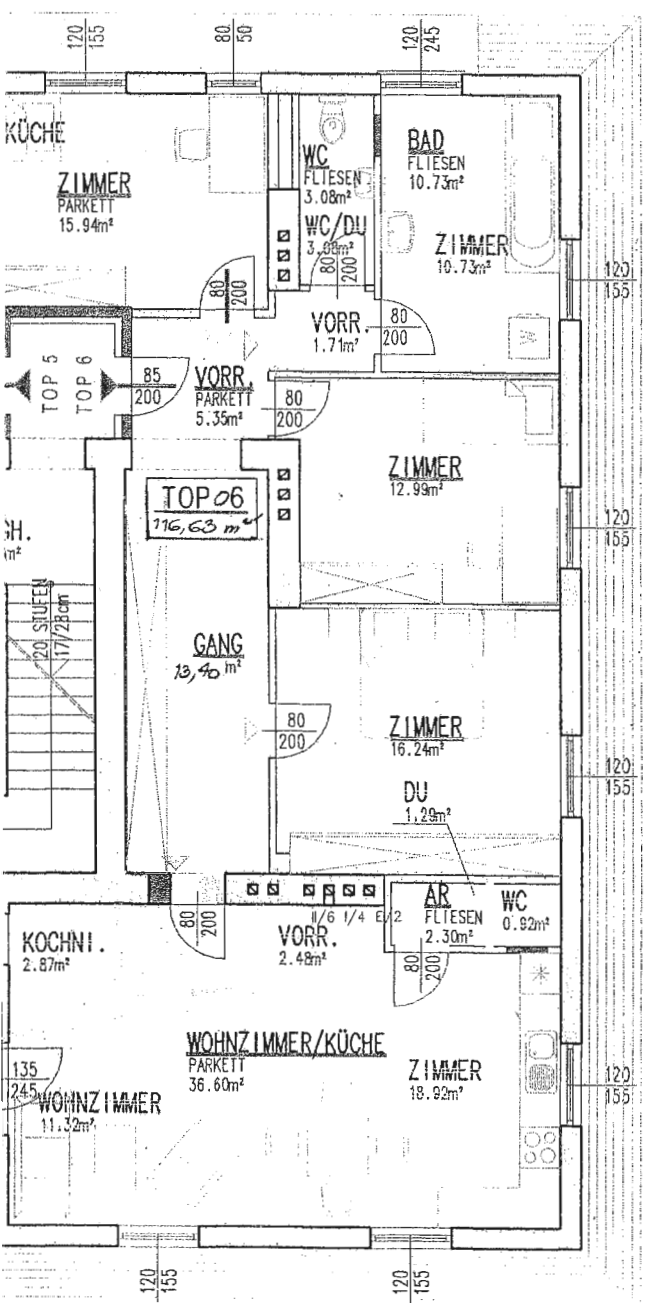 120
155
80
50
120
245
KÜCHE
ZIMMER
PARKETT
15.94m²
WC
FLIESEN
3.08m²
WC/DU
3.08m²
BAD
FLIESEN
10.73m²
ZIMMER
10.73m²
W
120
155
80
200
80
200
VORR.
1.71m²
80
200
TOP 5
TOP 6
85
200
VORR.
PARKETT
5.35m²
80
200
ZIMMER
12.99m²
TOP 06
116,63 m²
120
155
GH.
m²
20 STUFEN
17/28cm
GANG
13,40 m²
80
200
ZIMMER
16.24m²
120
155
DU
1.29m²
AR
FLIESEN
2.30m²
WC
0.92m²
II/6 I/4 E/2
80
200
KOCHNI.
2.87m²
VORR.
2.48m²
80
200
WOHNZIMMER/KÜCHE
PARKETT
36.60m²
ZIMMER
18.92m²
135
245
WOHNZIMMER
11.32m²
120
155
120
155
120
155